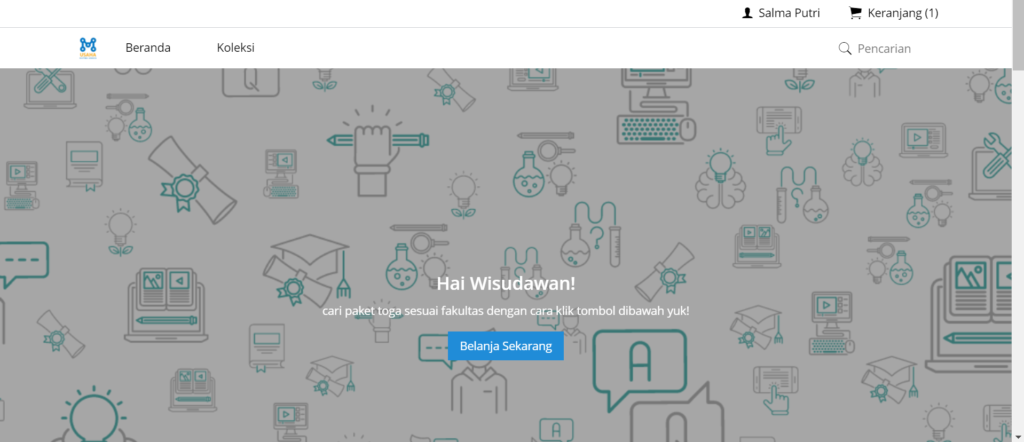 Salma Putri
Keranjang (1)
Beranda
Koleksi
Pencarian
Q
Hai Wisudawan!
cari paket toga sesuai fakultas dengan cara klik tombol dibawah yuk!
Belanja Sekarang
A